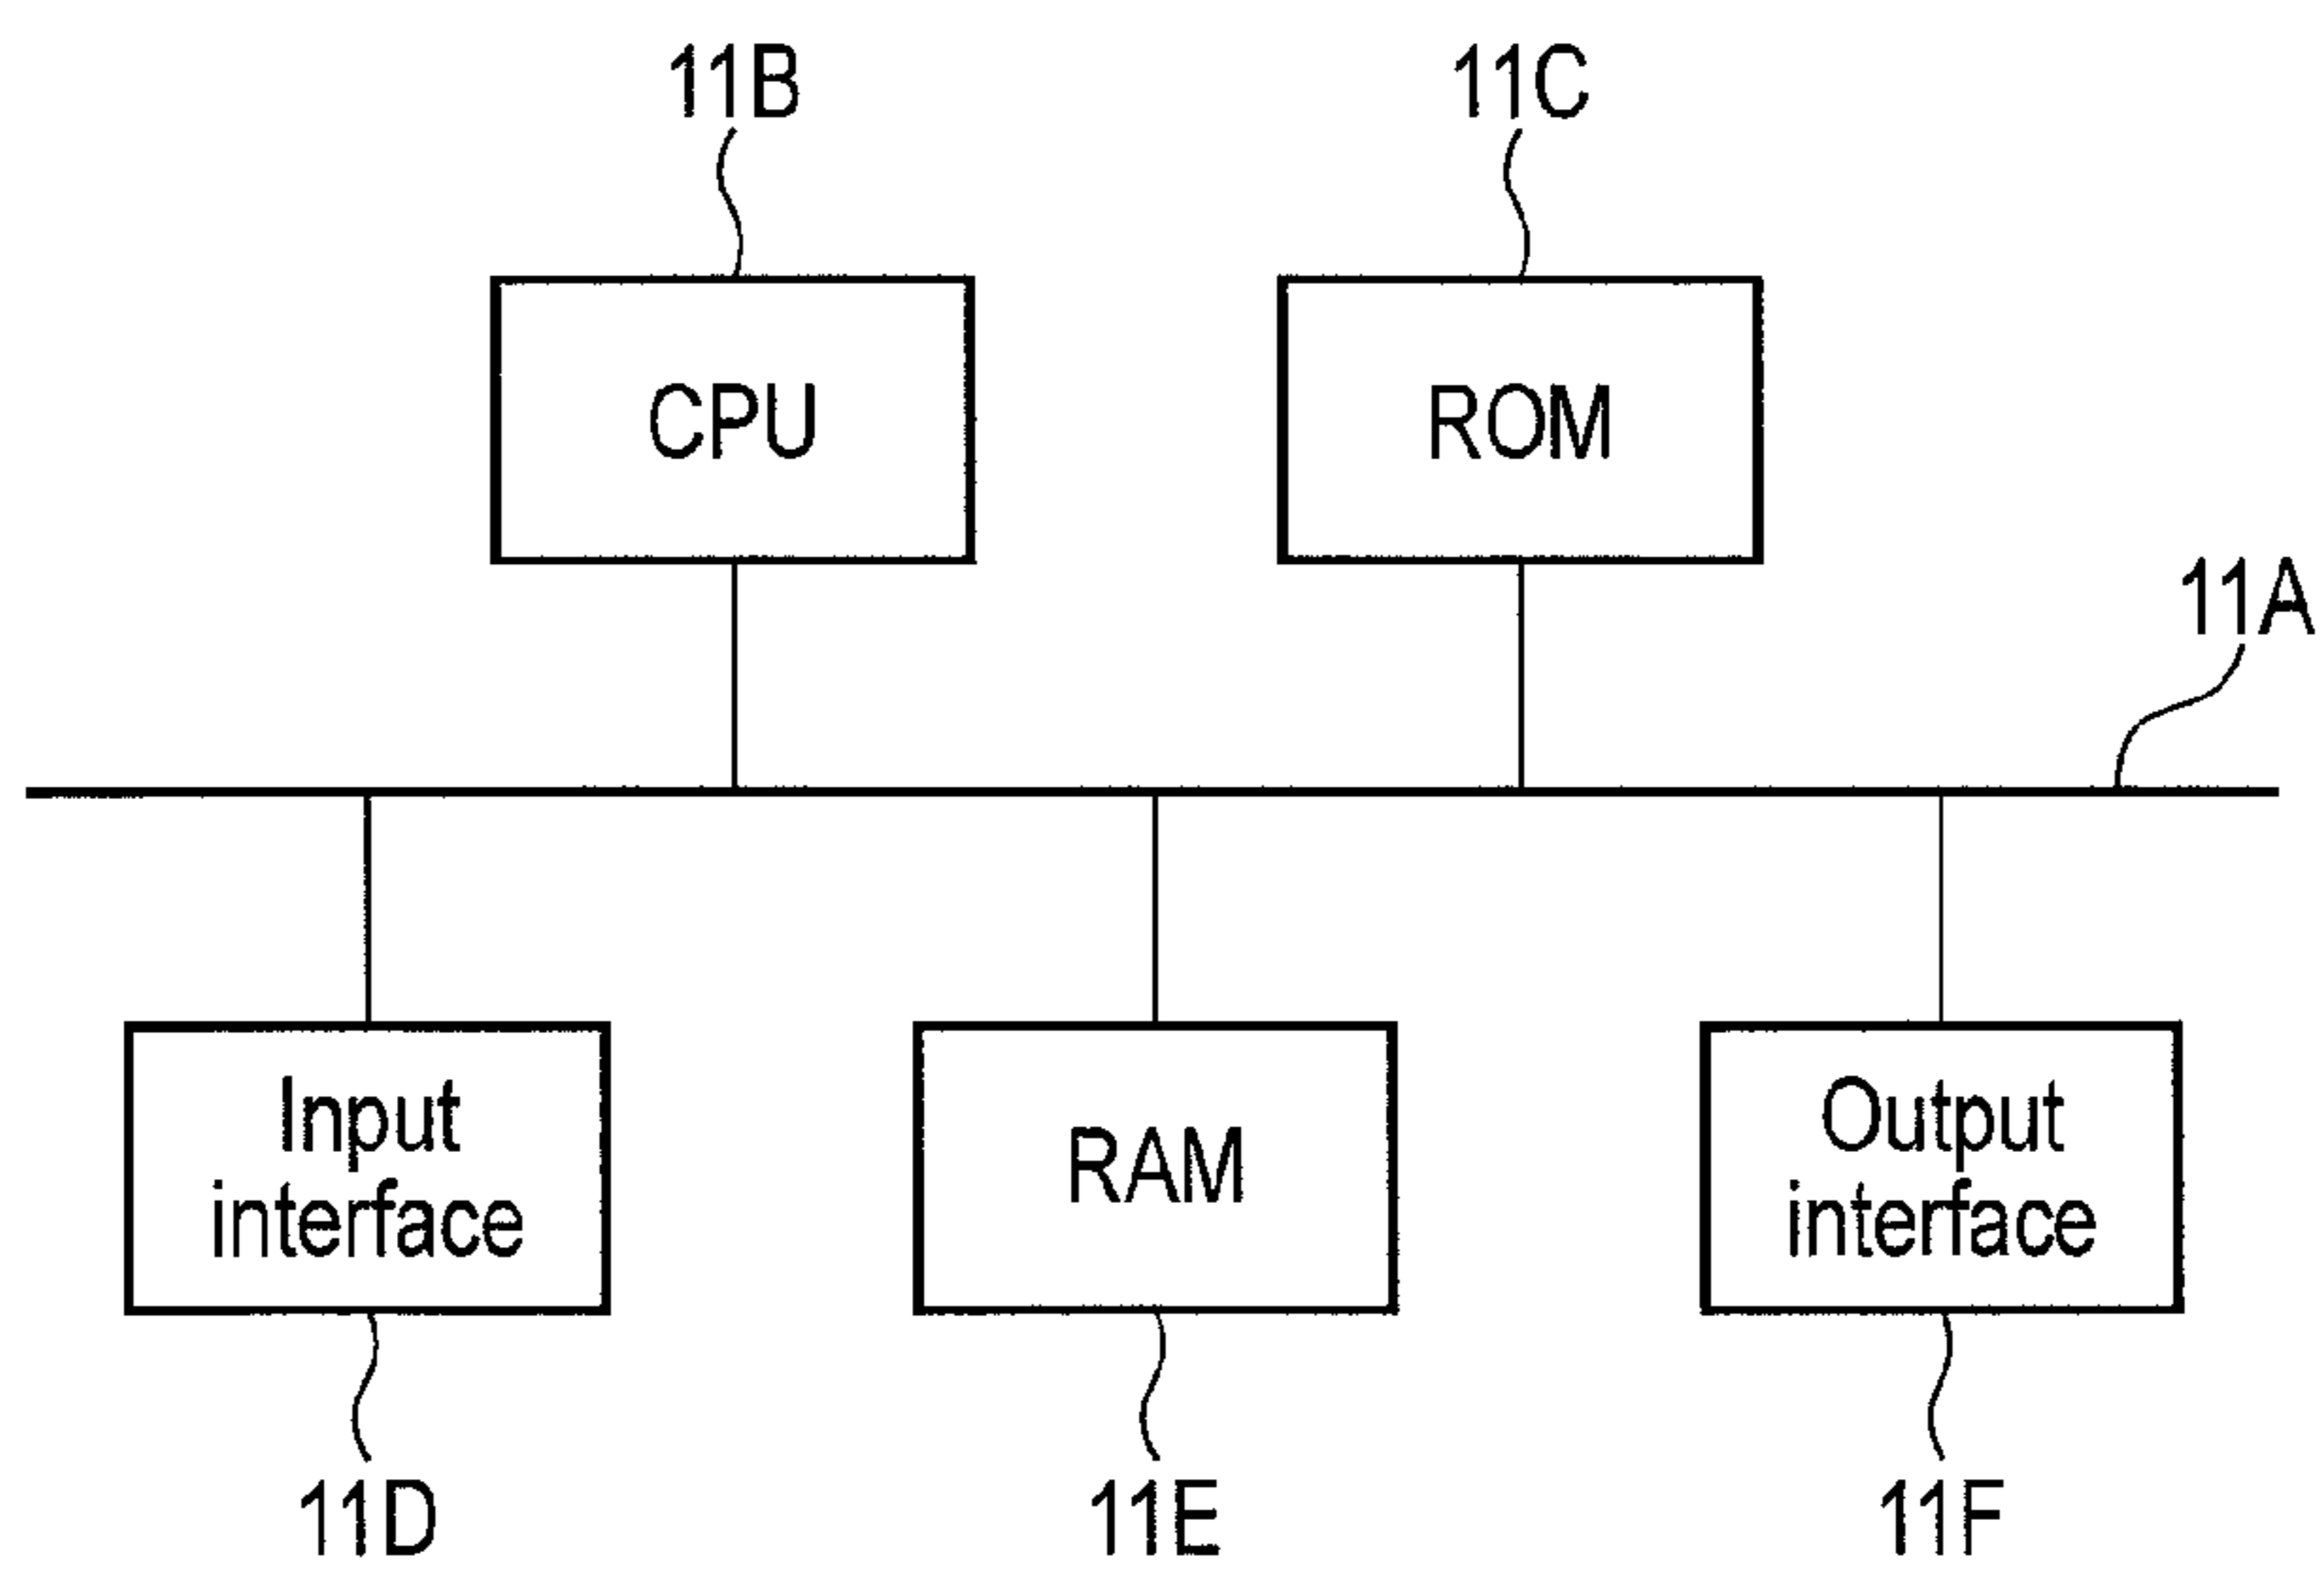 11B
11C
CPU
ROM
11A
Input
interface
RAM
Output
interface
11D
11E
11F